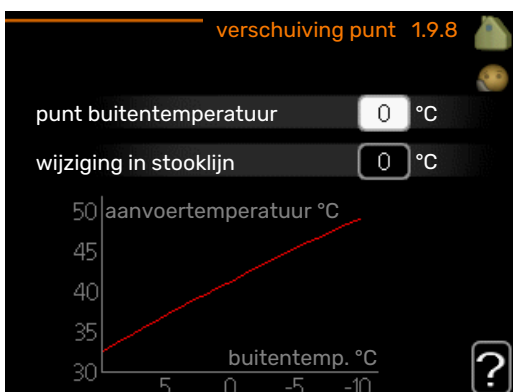 verschuiving punt 1.9.8
punt buitentemperatuur 0 °C
wijziging in stooklijn 0 °C
aanvoertemperatuur °C
50
45
40
35
30
buitentemp. °C
5 0 -5 -10
?